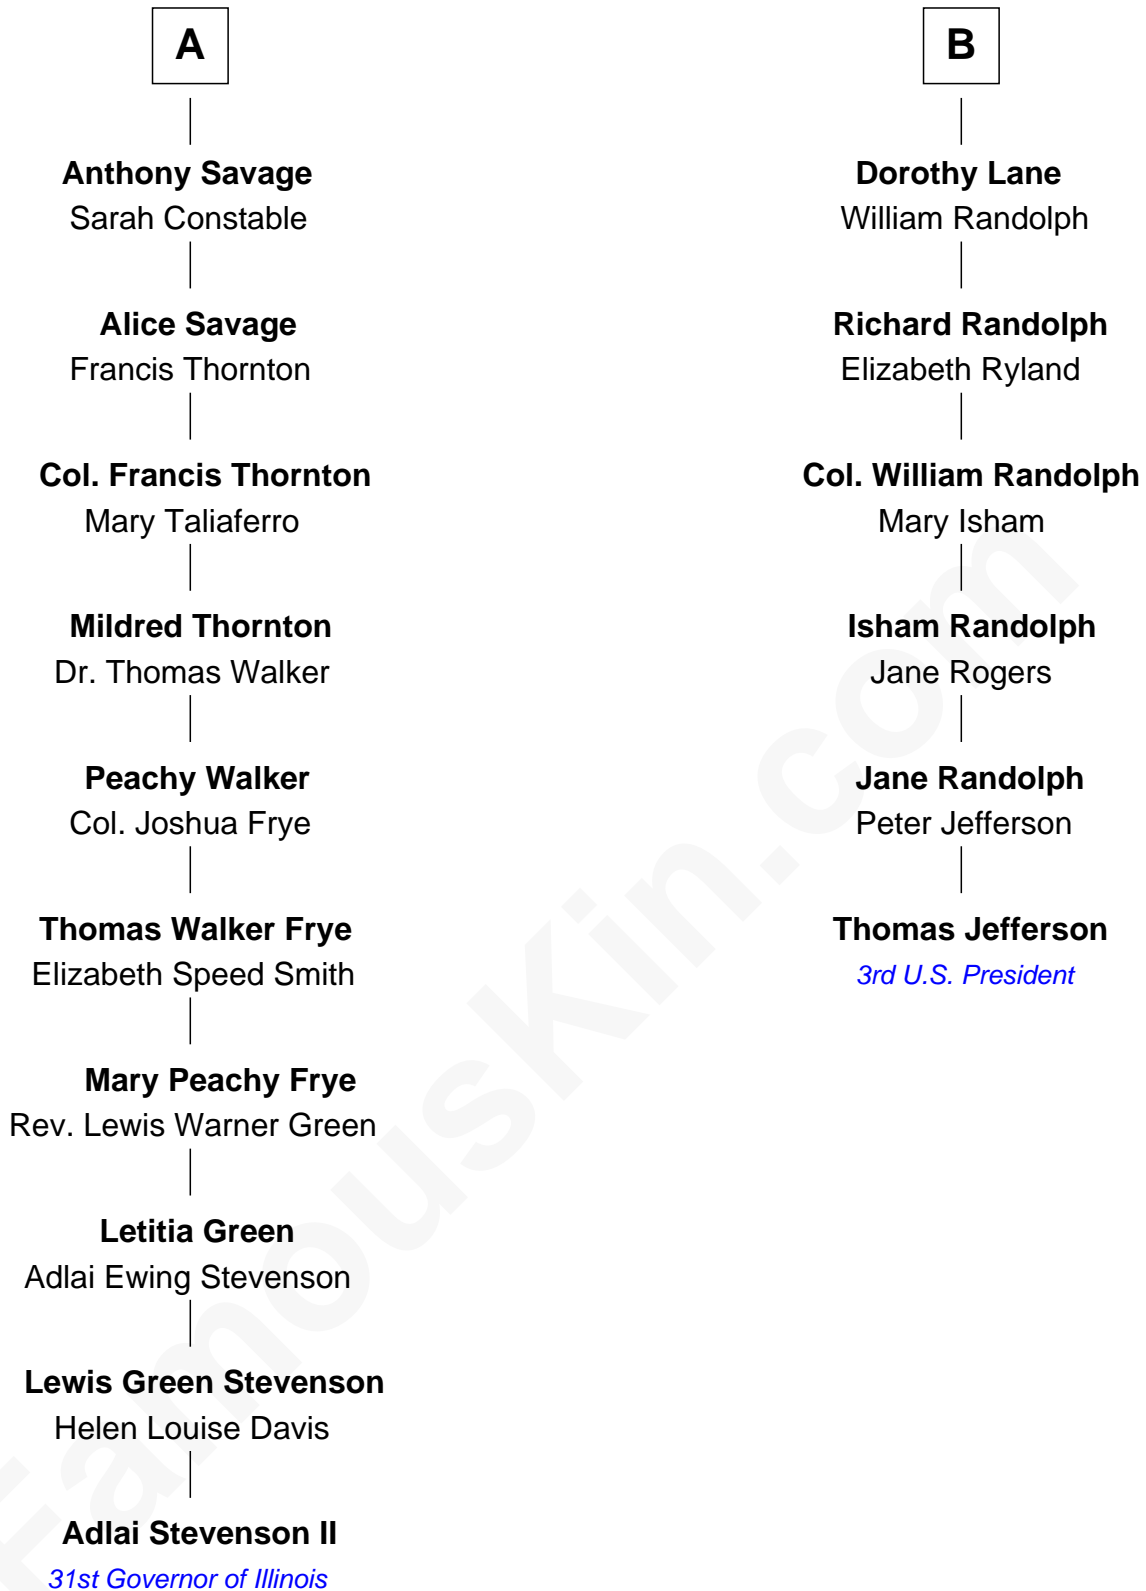 A
Anthony Savage
Sarah Constable
Alice Savage
Francis Thornton
Col. Francis Thornton
Mary Taliaferro
Mildred Thornton
Dr. Thomas Walker
Peachy Walker
Col. Joshua Frye
Thomas Walker Frye
Elizabeth Speed Smith
Mary Peachy Frye
Rev. Lewis Warner Green
Letitia Green
Adlai Ewing Stevenson
Lewis Green Stevenson
Helen Louise Davis
Adlai Stevenson II
31st Governor of Illinois
B
Dorothy Lane
William Randolph
Richard Randolph
Elizabeth Ryland
Col. William Randolph
Mary Isham
Isham Randolph
Jane Rogers
Jane Randolph
Peter Jefferson
Thomas Jefferson
3rd U.S. President
FamousKin.com